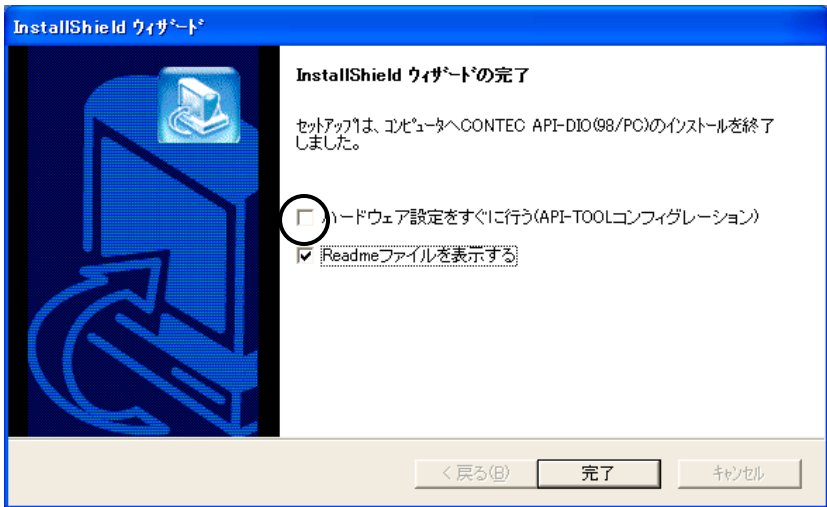 InstallShield ウィザード
InstallShield ウィザードの完了
セットアップは、コンピュータへCONTEC API-DIO(98/PC)のインストールを終了
しました。
ハードウェア設定をすぐに行う(API-TOOLコンフィグレーション)
Readmeファイルを表示する
< 戻る(B)
完了
キャンセル